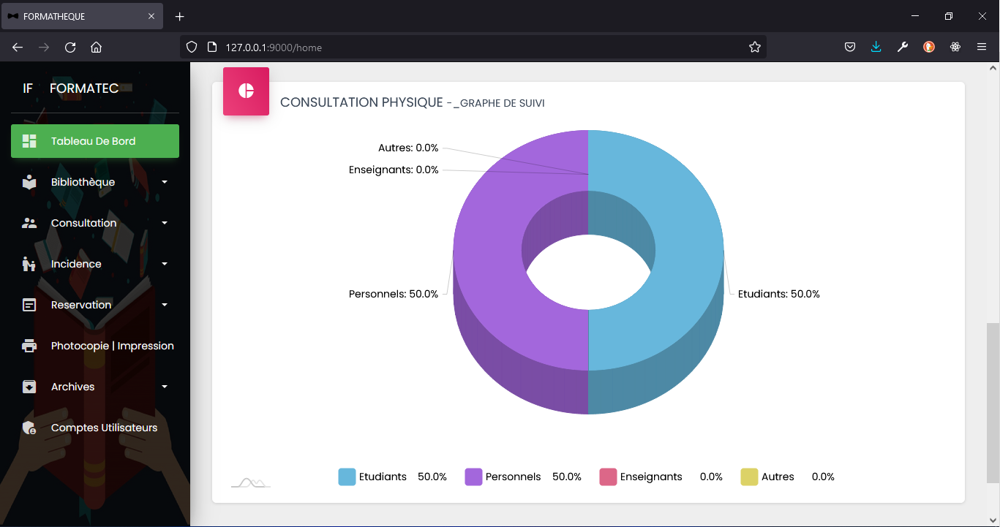 FORMATHEQUE
127.0.0.1:9000/home
IF FORMATEC
Tableau De Bord
Bibliothèque
Consultation
Incidence
Reservation
Photocopie | Impression
Archives
Comptes Utilisateurs
CONSULTATION PHYSIQUE -_GRAPHE DE SUIVI
Autres: 0.0%
Enseignants: 0.0%
Personnels: 50.0%
Etudiants: 50.0%
Etudiants 50.0% Personnels 50.0% Enseignants 0.0% Autres 0.0%